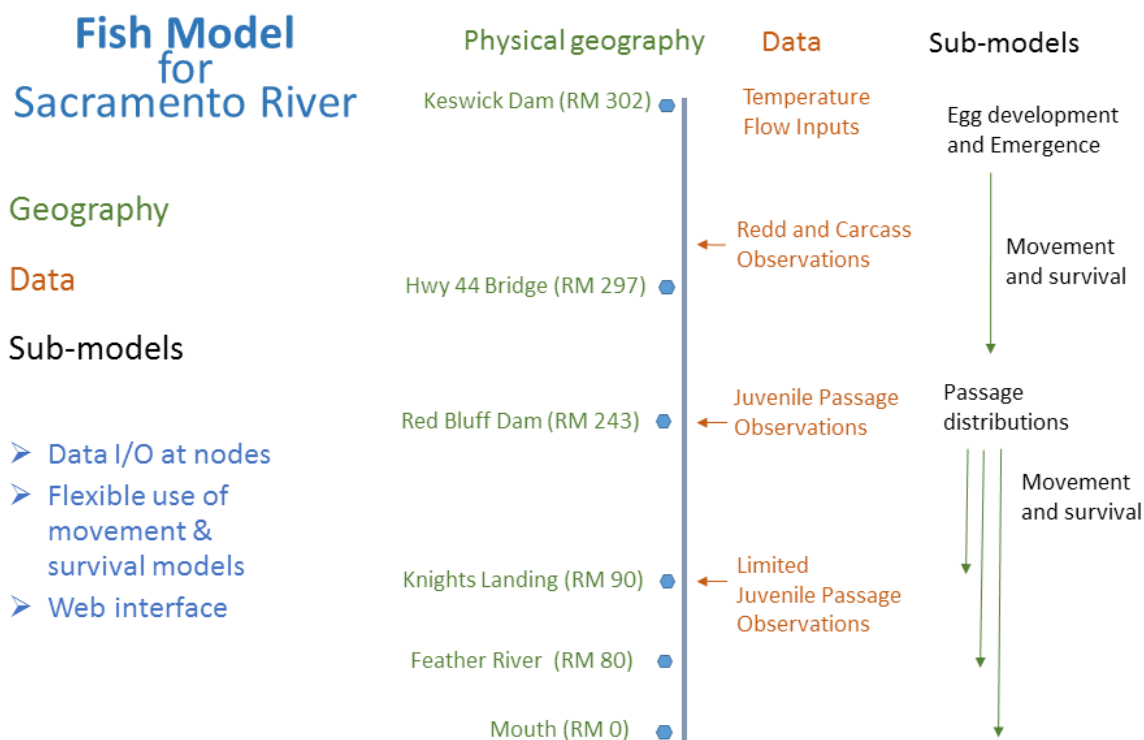 Fish Model
for
Sacramento River
Geography
Data
Sub-models
➢ Data I/O at nodes
➢ Flexible use of
movement &
survival models
➢ Web interface
Physical geography
Keswick Dam (RM 302)
Hwy 44 Bridge (RM 297)
Red Bluff Dam (RM 243)
Knights Landing (RM 90)
Feather River (RM 80)
Mouth (RM 0)
Data
Temperature
Flow Inputs
Redd and Carcass
Observations
Juvenile Passage
Observations
Limited
Juvenile Passage
Observations
Sub-models
Egg development
and Emergence
Movement
and survival
Passage
distributions
Movement
and survival